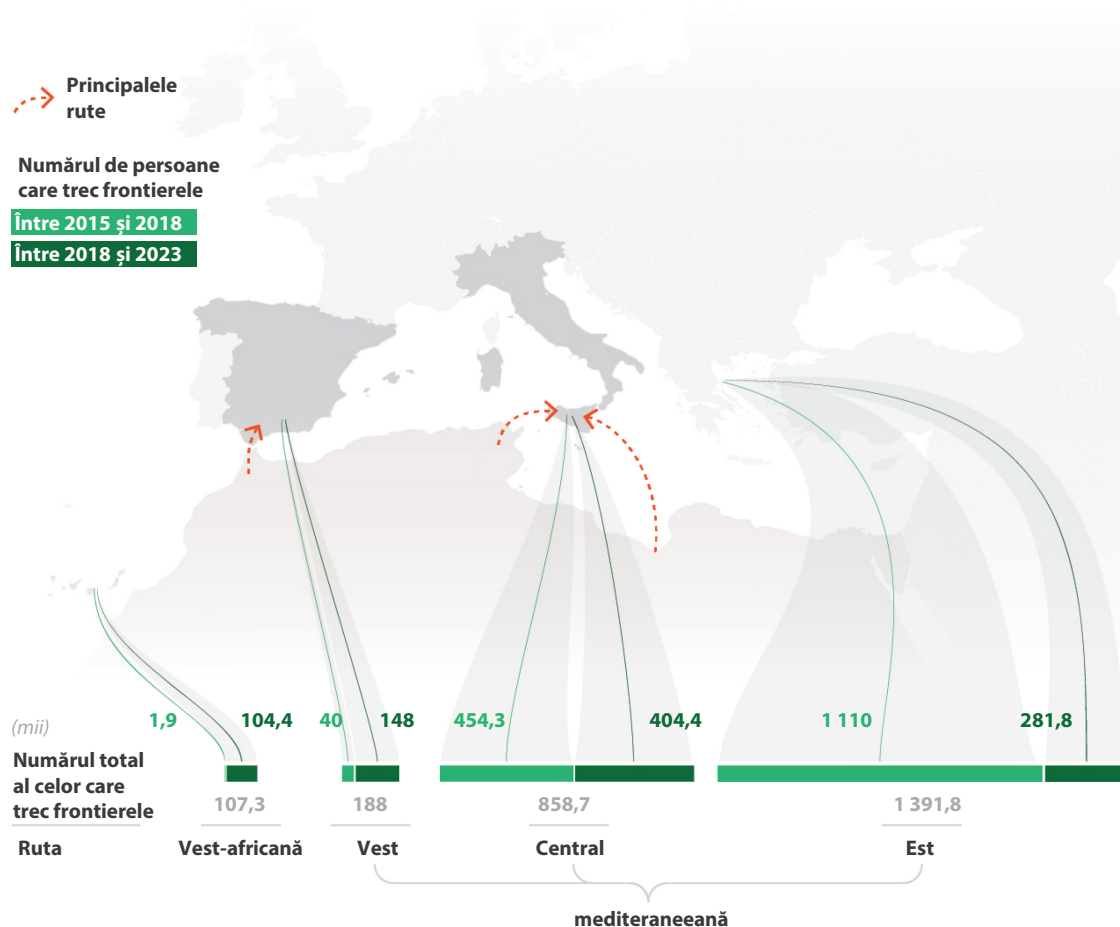 Principalele
rute
Numărul de persoane
care trec frontierele
Între 2015 și 2018
Între 2018 și 2023
(mii)
1,9
104,4
40
148
454,3
404,4
1 110
281,8
Numărul total
al celor care
trec frontierele
107,3
188
858,7
1 391,8
Ruta
Vest-africană
Vest
Central
Est
mediteraneeană